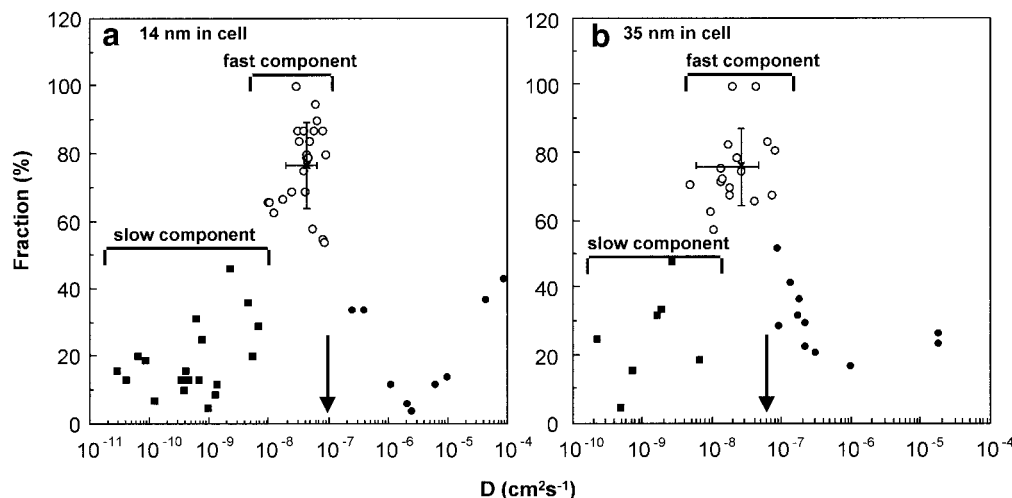 a 14 nm in cell
fast component
slow component
120
100
80
60
40
20
0
Fraction (%)
10-11 10-10 10-9 10-8 10-7 10-6 10-5 10-4
b 35 nm in cell
fast component
slow component
120
100
80
60
40
20
0
10-10 10-9 10-8 10-7 10-6 10-5 10-4
D (cm2s-1)